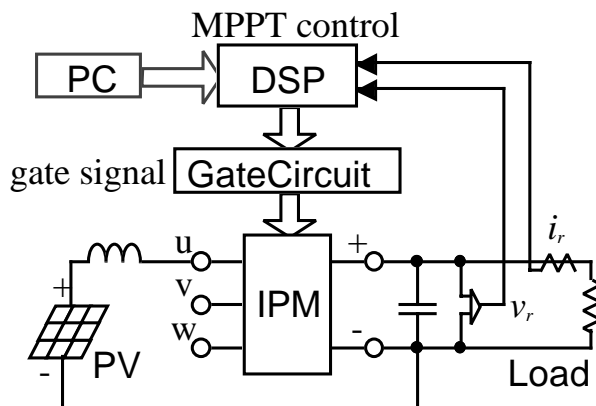 MPPT control
PC
DSP
gate signal
GateCircuit
u
+
i_r
+
v
IPM
v_r
w
-
-
PV
Load